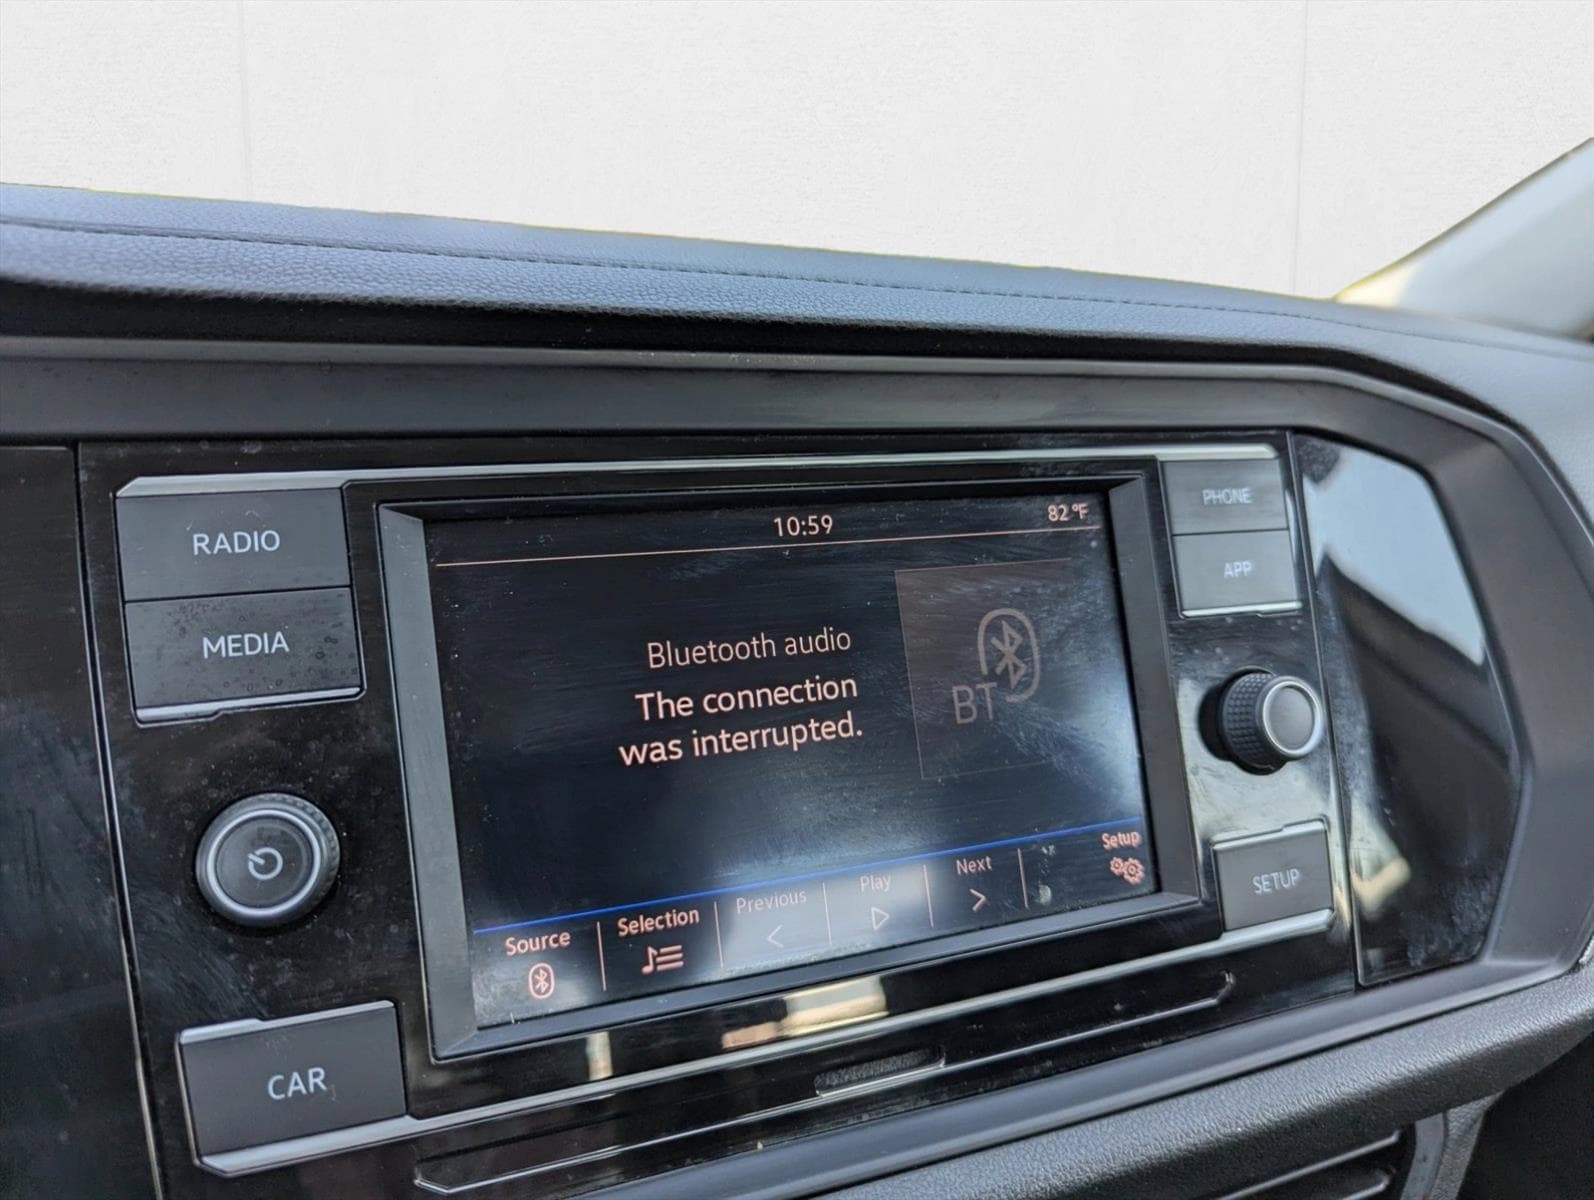 10:59
82 °F
RADIO
MEDIA
PHONE
APP
Bluetooth audio
The connection
was interrupted.
BT
Source
Selection
Previous
Play
Next
Setup
SETUP
CAR